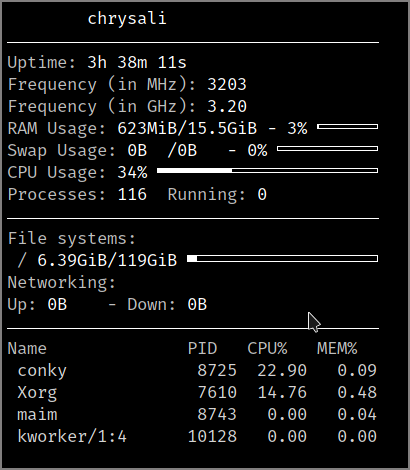 chrysali
Uptime: 3h 38m 11s
Frequency (in MHz): 3203
Frequency (in GHz): 3.20
RAM Usage: 623MiB/15.5GiB - 3%
Swap Usage: 0B  /0B   - 0%
CPU Usage: 34%
Processes: 116  Running: 0
File systems:
/ 6.39GiB/119GiB
Networking:
Up: 0B    - Down: 0B
Name PID CPU% MEM%
conky 8725 22.90 0.09
Xorg 7610 14.76 0.48
maim 8743 0.00 0.04
kworker/1:4 10128 0.00 0.00